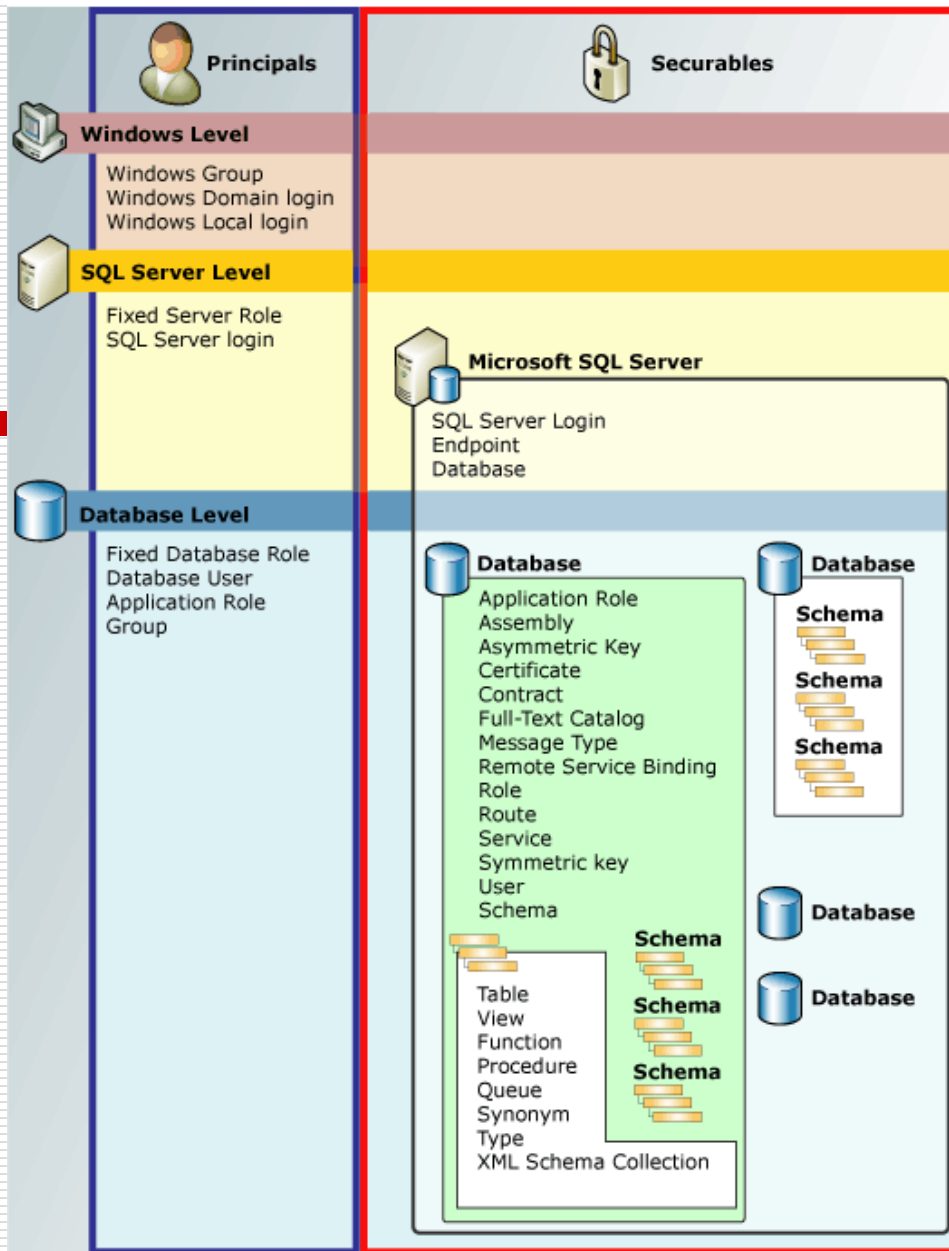 Principals
Securables
Windows Level
Windows Group
Windows Domain login
Windows Local login
SQL Server Level
Fixed Server Role
SQL Server login
Microsoft SQL Server
SQL Server Login
Endpoint
Database
Database Level
Fixed Database Role
Database User
Application Role
Group
Database
Application Role
Assembly
Asymmetric Key
Certificate
Contract
Full-Text Catalog
Message Type
Remote Service Binding
Role
Route
Service
Symmetric key
User
Schema
Table
View
Function
Procedure
Queue
Synonym
Type
XML Schema Collection
Schema
Schema
Schema
Database
Schema
Schema
Schema
Database
Database